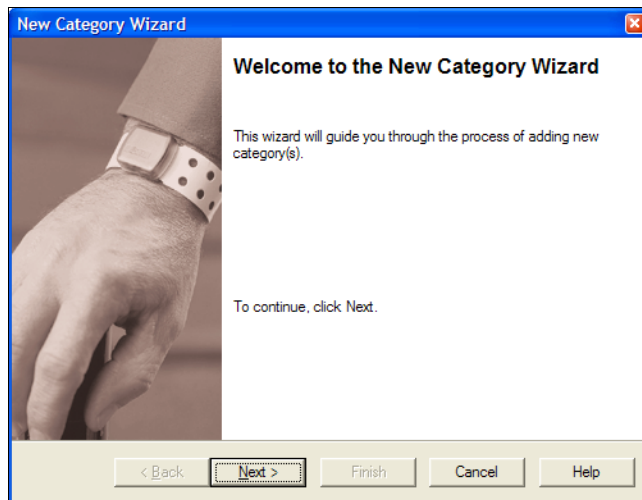 New Category Wizard
Welcome to the New Category Wizard
This wizard will guide you through the process of adding new
category(s).
To continue, click Next.
< Back
Next >
Finish
Cancel
Help